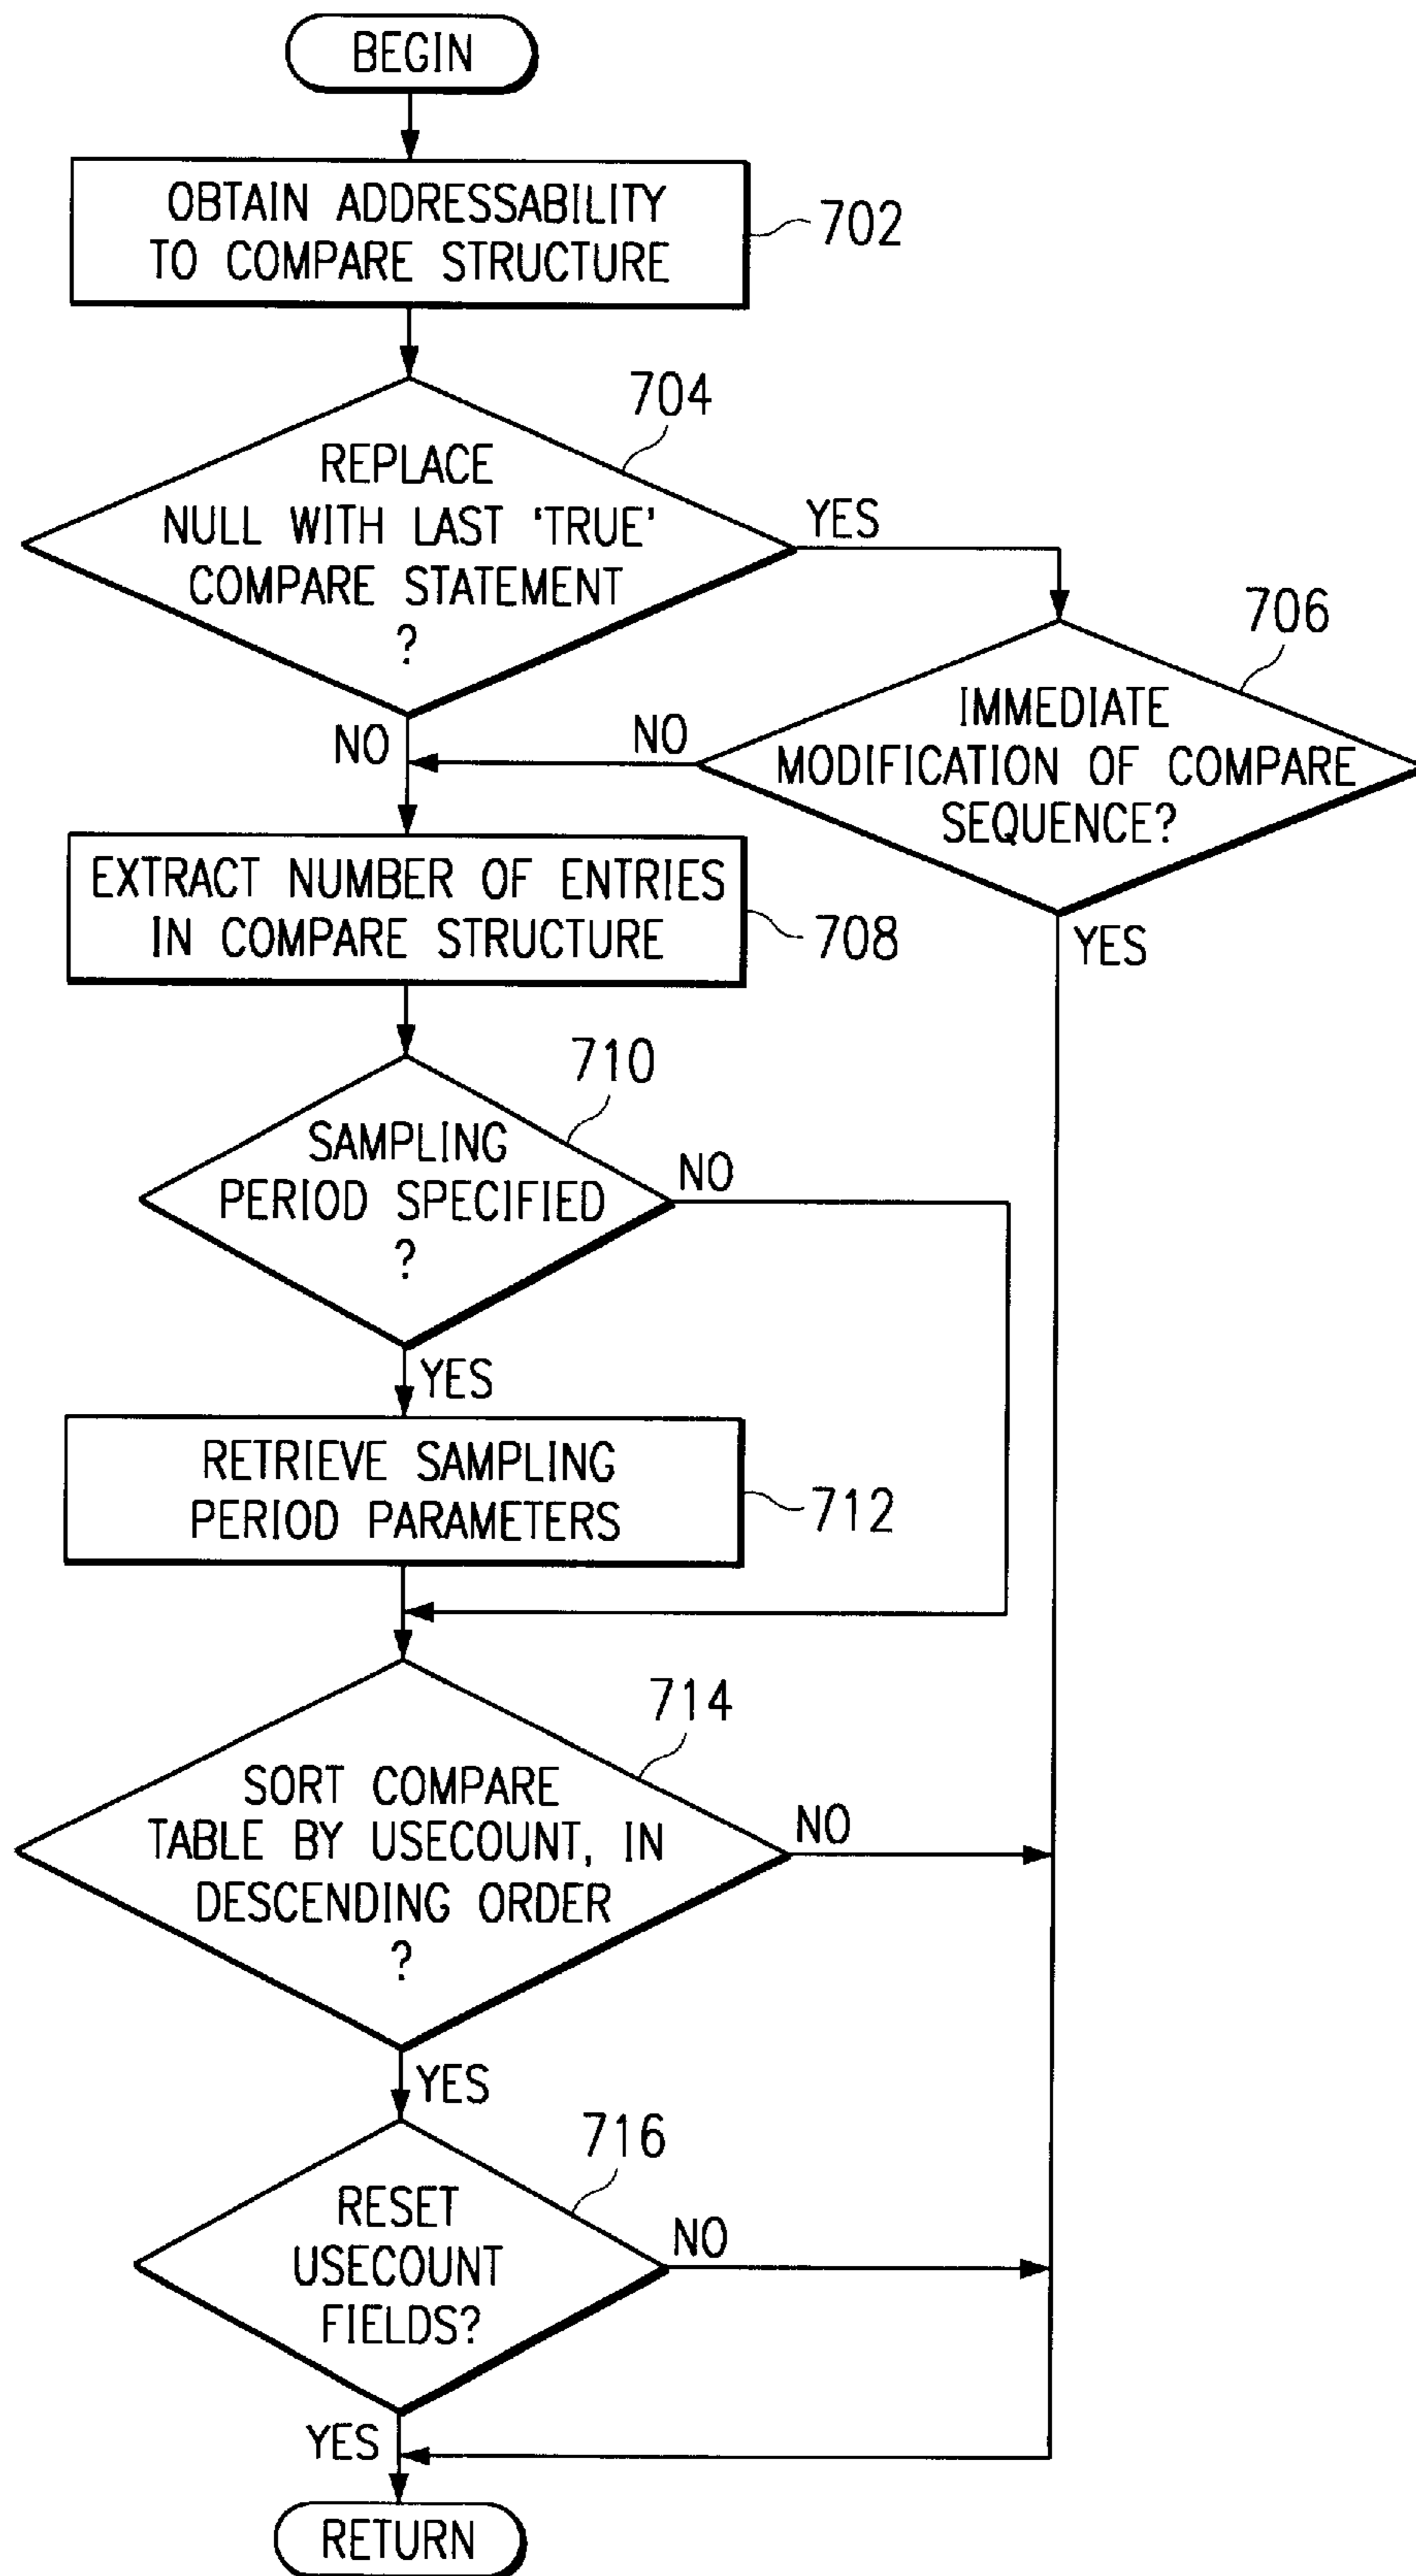 BEGIN
OBTAIN ADDRESSABILITY
TO COMPARE STRUCTURE
702
704
REPLACE
NULL WITH LAST 'TRUE'
COMPARE STATEMENT
?
YES
NO
706
IMMEDIATE
MODIFICATION OF COMPARE
SEQUENCE?
NO
YES
EXTRACT NUMBER OF ENTRIES
IN COMPARE STRUCTURE
708
710
SAMPLING
PERIOD SPECIFIED
?
NO
YES
RETRIEVE SAMPLING
PERIOD PARAMETERS
712
714
SORT COMPARE
TABLE BY USECOUNT, IN
DESCENDING ORDER
?
NO
YES
716
RESET
USECOUNT
FIELDS?
NO
YES
RETURN